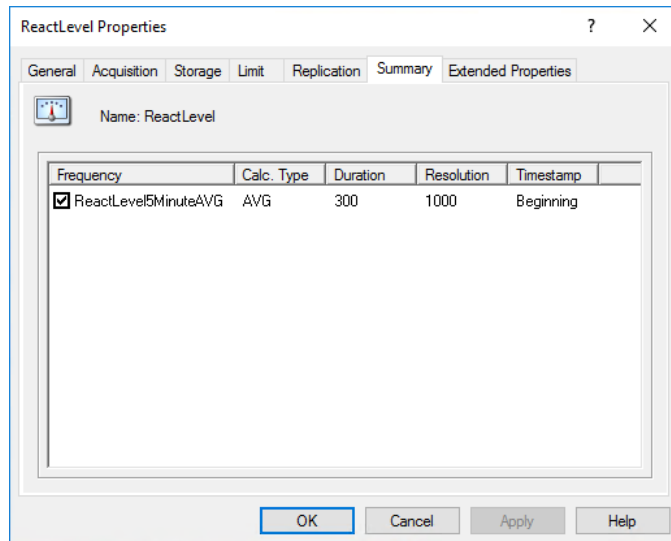 ReactLevel Properties ? X
General Acquisition Storage Limit Replication Summary Extended Properties
Name: ReactLevel
Frequency Calc. Type Duration Resolution Timestamp
ReactLevel5MinuteAVG AVG 300 1000 Beginning
OK Cancel Apply Help